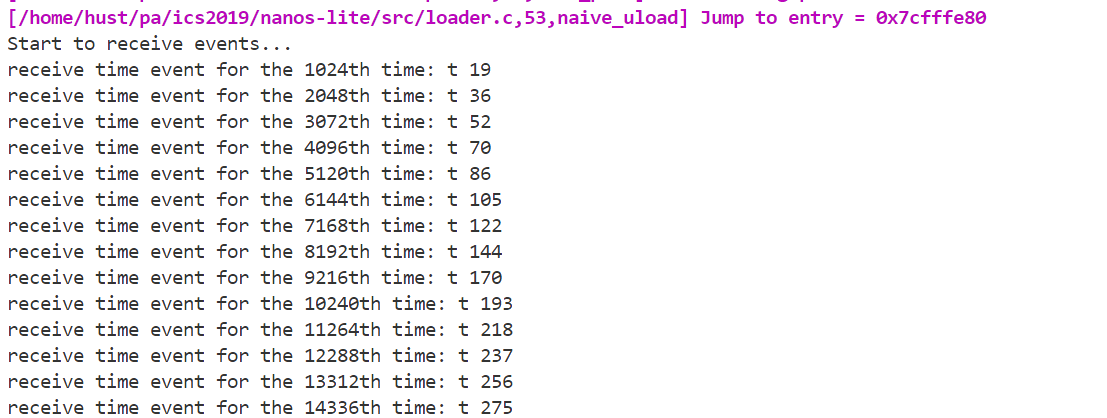 [/home/hust/pa/ics2019/nanos-lite/src/loader.c,53,naive_uload] Jump to entry = 0x7cfffe80
Start to receive events...
receive time event for the 1024th time: t 19
receive time event for the 2048th time: t 36
receive time event for the 3072th time: t 52
receive time event for the 4096th time: t 70
receive time event for the 5120th time: t 86
receive time event for the 6144th time: t 105
receive time event for the 7168th time: t 122
receive time event for the 8192th time: t 144
receive time event for the 9216th time: t 170
receive time event for the 10240th time: t 193
receive time event for the 11264th time: t 218
receive time event for the 12288th time: t 237
receive time event for the 13312th time: t 256
receive time event for the 14336th time: t 275